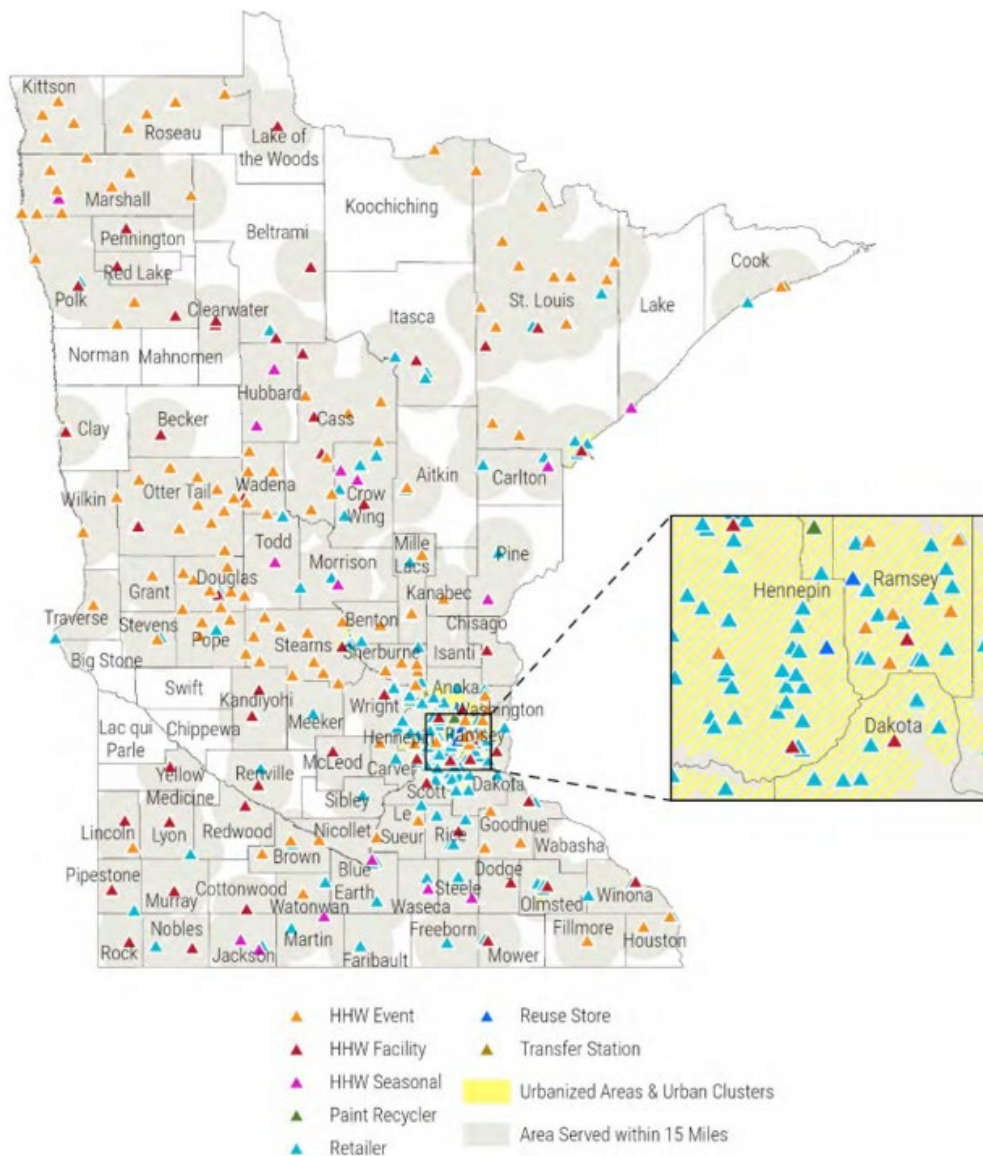 Kittson
Roseau
Lake of
the Woods
Marshall
Koochiching
Pennington
Beltrami
Red Lake
Cook
Polk
Clearwater
St. Louis
Lake
Itasca
Norman
Mahnomen
Hubbard
Clay
Becker
Cass
Wilkin
Otter Tail
Wadena
Crow
Wing
Aitkin
Carlton
Todd
Morrison
Mille
Lacs
Pine
Grant
Douglas
Kanabec
Traverse
Stevens
Pope
Stearns
Benton
Chisago
Big Stone
Sherburne
Isanti
Swift
Kandiyohi
Anoka
Washington
Lac qui
Parle
Chippewa
Meeker
Wright
Hennepin
Ramsey
Yellow
Medicine
Renville
McLeod
Carver
Dakota
Scott
Sibley
Lincoln
Lyon
Redwood
Nicollet
Le
Sueur
Rice
Goodhue
Wabasha
Brown
Pipestone
Murray
Cottonwood
Blue
Earth
Waseca
Steele
Dodge
Olmsted
Winona
Watonwan
Rock
Nobles
Jackson
Martin
Faribault
Freeborn
Mower
Fillmore
Houston
Hennepin
Ramsey
Dakota
HHW Event
HHW Facility
HHW Seasonal
Paint Recycler
Retailer
Reuse Store
Transfer Station
Urbanized Areas & Urban Clusters
Area Served within 15 Miles